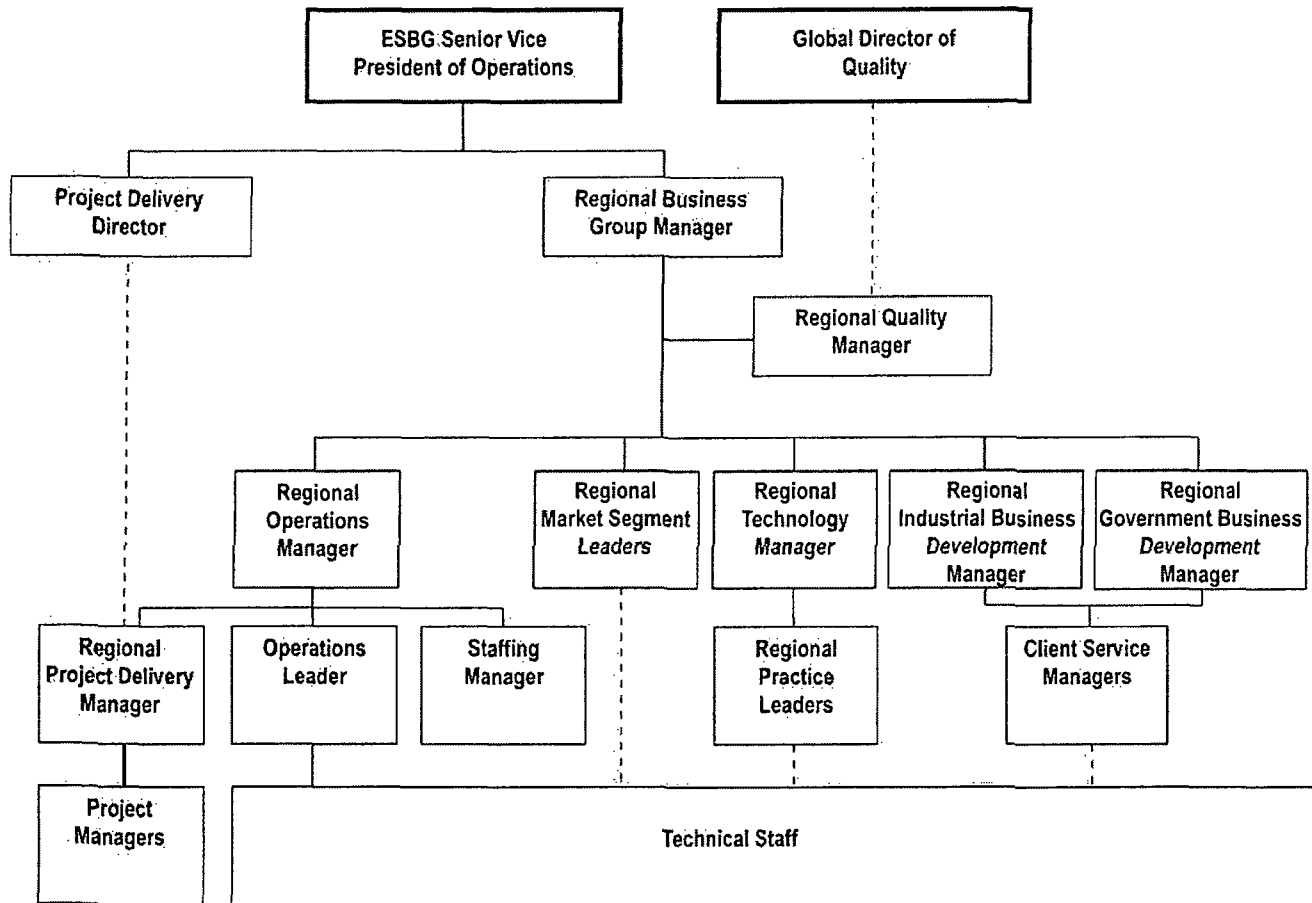 ESBG Senior Vice
President of Operations
Global Director of
Quality
Project Delivery
Director
Regional Business
Group Manager
Regional Quality
Manager
Regional
Operations
Manager
Regional
Market Segment
Leaders
Regional
Technology
Manager
Regional
Industrial Business
Development
Manager
Regional
Government Business
Development
Manager
Regional
Project Delivery
Manager
Operations
Leader
Staffing
Manager
Regional
Practice
Leaders
Client Service
Managers
Project
Managers
Technical Staff